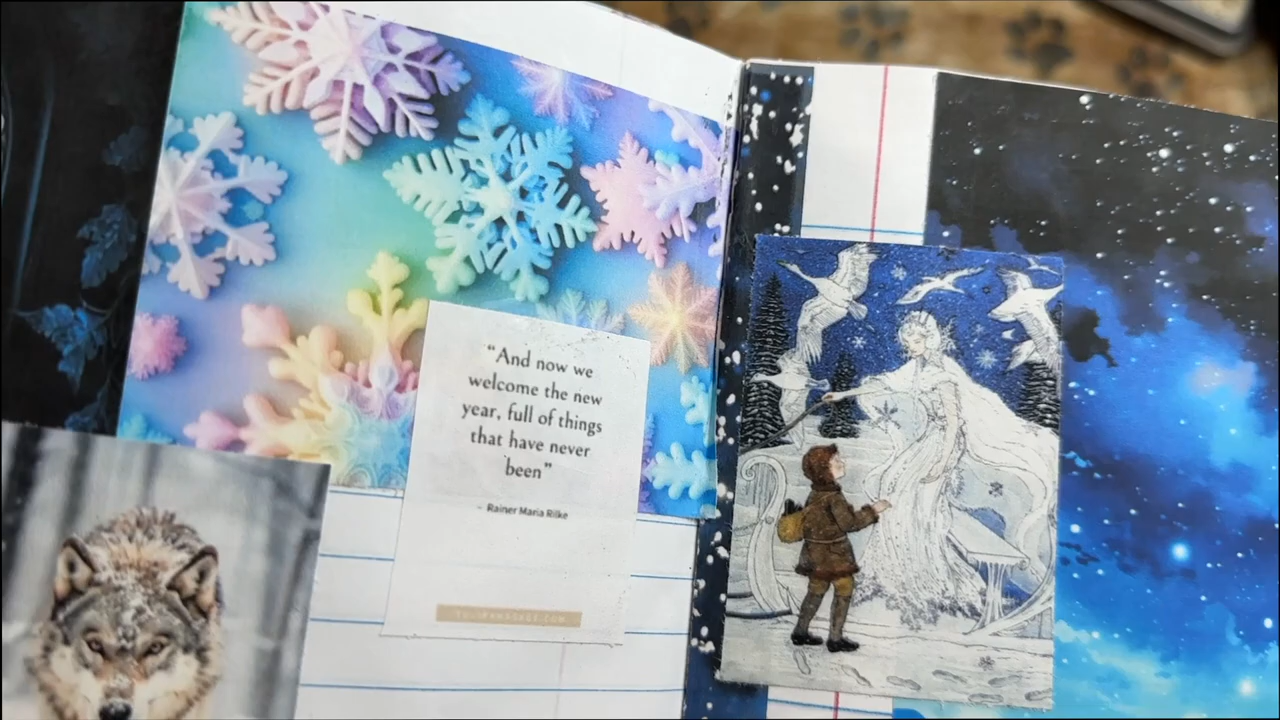 “And now we
welcome the new
year, full of things
that have never
been”
- Rainer Maria Rilke